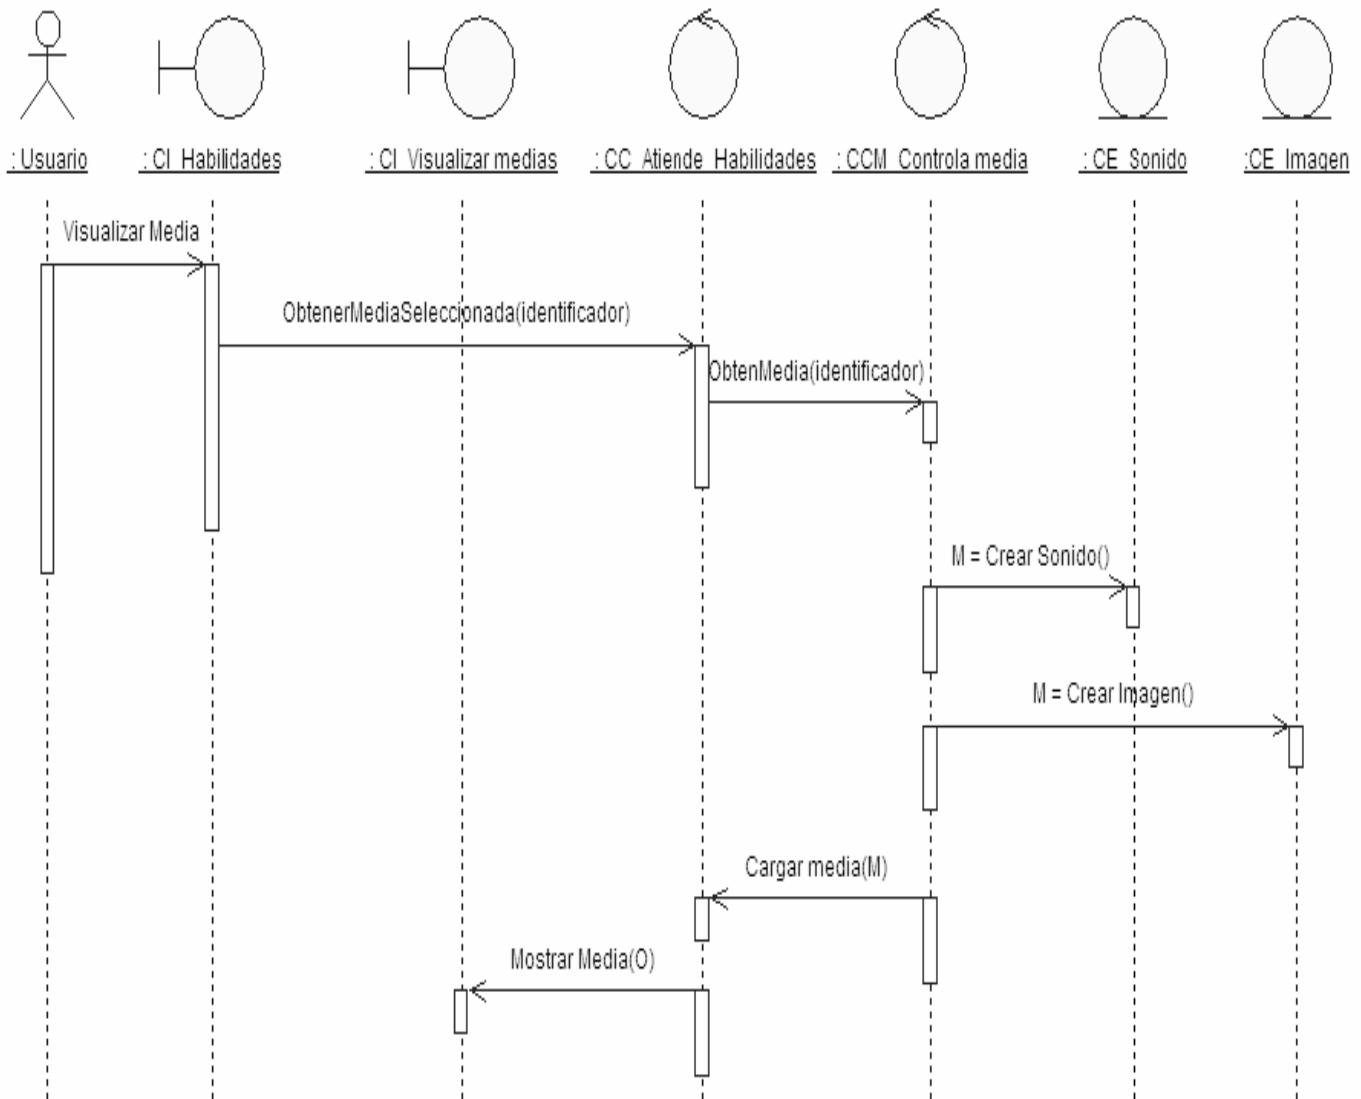 : Usuario
: CI_Habilidades
: CI_Visualizar medias
: CC_Atiende_Habilidades
: CCM_Controla media
: CE_Sonido
:CE_Imagen
Visualizar Media
ObtenerMediaSeleccionada(identificador)
ObtenMedia(identificador)
M = Crear Sonido()
M = Crear Imagen()
Cargar media(M)
Mostrar Media(O)